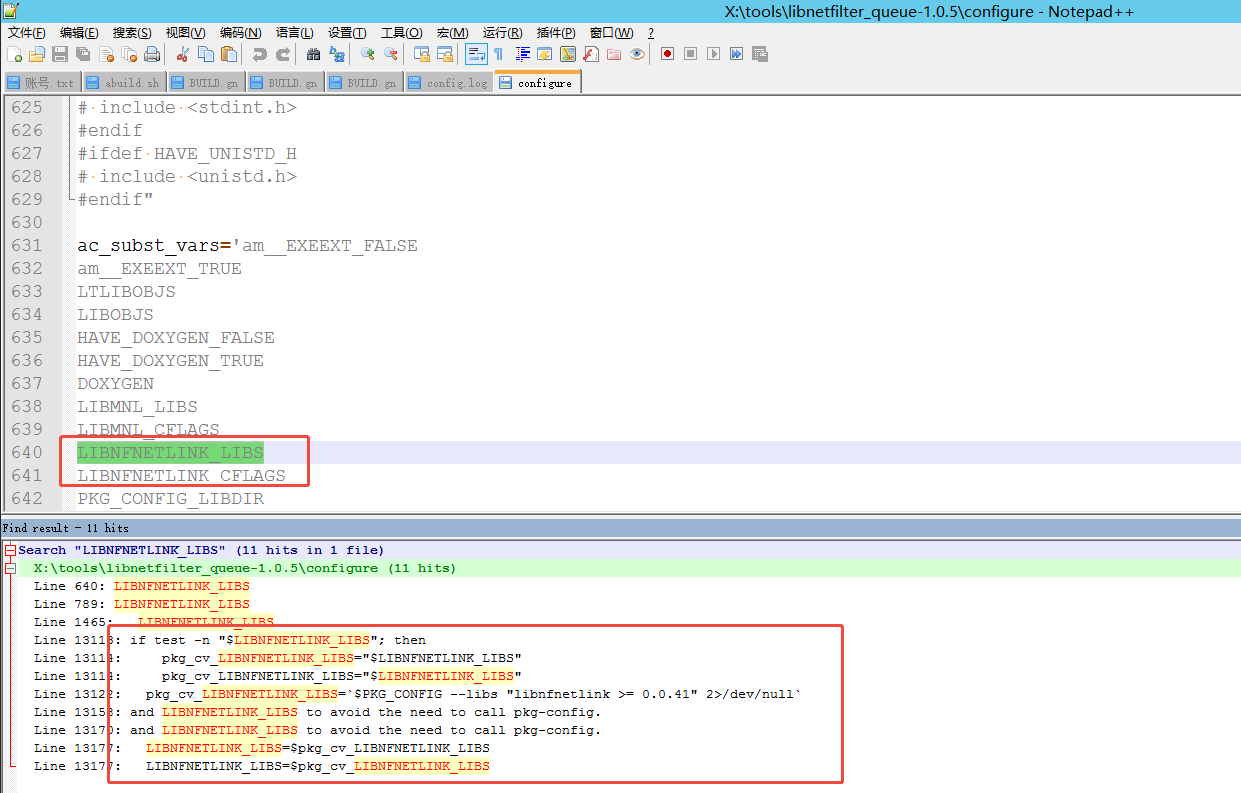 X:\tools\libnetfilter_queue-1.0.5\configure - Notepad++
文件(F) 编辑(E) 搜索(S) 视图(V) 编码(N) 语言(L) 设置(T) 工具(O) 宏(M) 运行(R) 插件(P) 窗口(W) ?
账号.txt abuild.sh BUILD.gn BUILD.gn BUILD.gn config.log configure
625 # include <stdint.h>
626 #endif
627 #ifdef HAVE_UNISTD_H
628 # include <unistd.h>
629 #endif"
630
631 ac_subst_vars='am__EXEEXT_FALSE
632 am__EXEEXT_TRUE
633 LTLIBOBJS
634 LIBOBJS
635 HAVE_DOXYGEN_FALSE
636 HAVE_DOXYGEN_TRUE
637 DOXYGEN
638 LIBMNL_LIBS
639 LIBMNL_CFLAGS
640 LIBNFNETLINK_LIBS
641 LIBNFNETLINK_CFLAGS
642 PKG_CONFIG_LIBDIR
Find result - 11 hits
Search "LIBNFNETLINK_LIBS" (11 hits in 1 file)
X:\tools\libnetfilter_queue-1.0.5\configure (11 hits)
Line 640: LIBNFNETLINK_LIBS
Line 789: LIBNFNETLINK_LIBS
Line 1465: LIBNFNETLINK_LIBS
Line 13113: if test -n "$LIBNFNETLINK_LIBS"; then
Line 13114: pkg_cv_LIBNFNETLINK_LIBS="$LIBNFNETLINK_LIBS"
Line 13114: pkg_cv_LIBNFNETLINK_LIBS="$LIBNFNETLINK_LIBS"
Line 13122: pkg_cv_LIBNFNETLINK_LIBS=`$PKG_CONFIG --libs "libnfnetlink >= 0.0.41" 2>/dev/null`
Line 13158: and LIBNFNETLINK_LIBS to avoid the need to call pkg-config.
Line 13170: and LIBNFNETLINK_LIBS to avoid the need to call pkg-config.
Line 13177: LIBNFNETLINK_LIBS=$pkg_cv_LIBNFNETLINK_LIBS
Line 13177: LIBNFNETLINK_LIBS=$pkg_cv_LIBNFNETLINK_LIBS